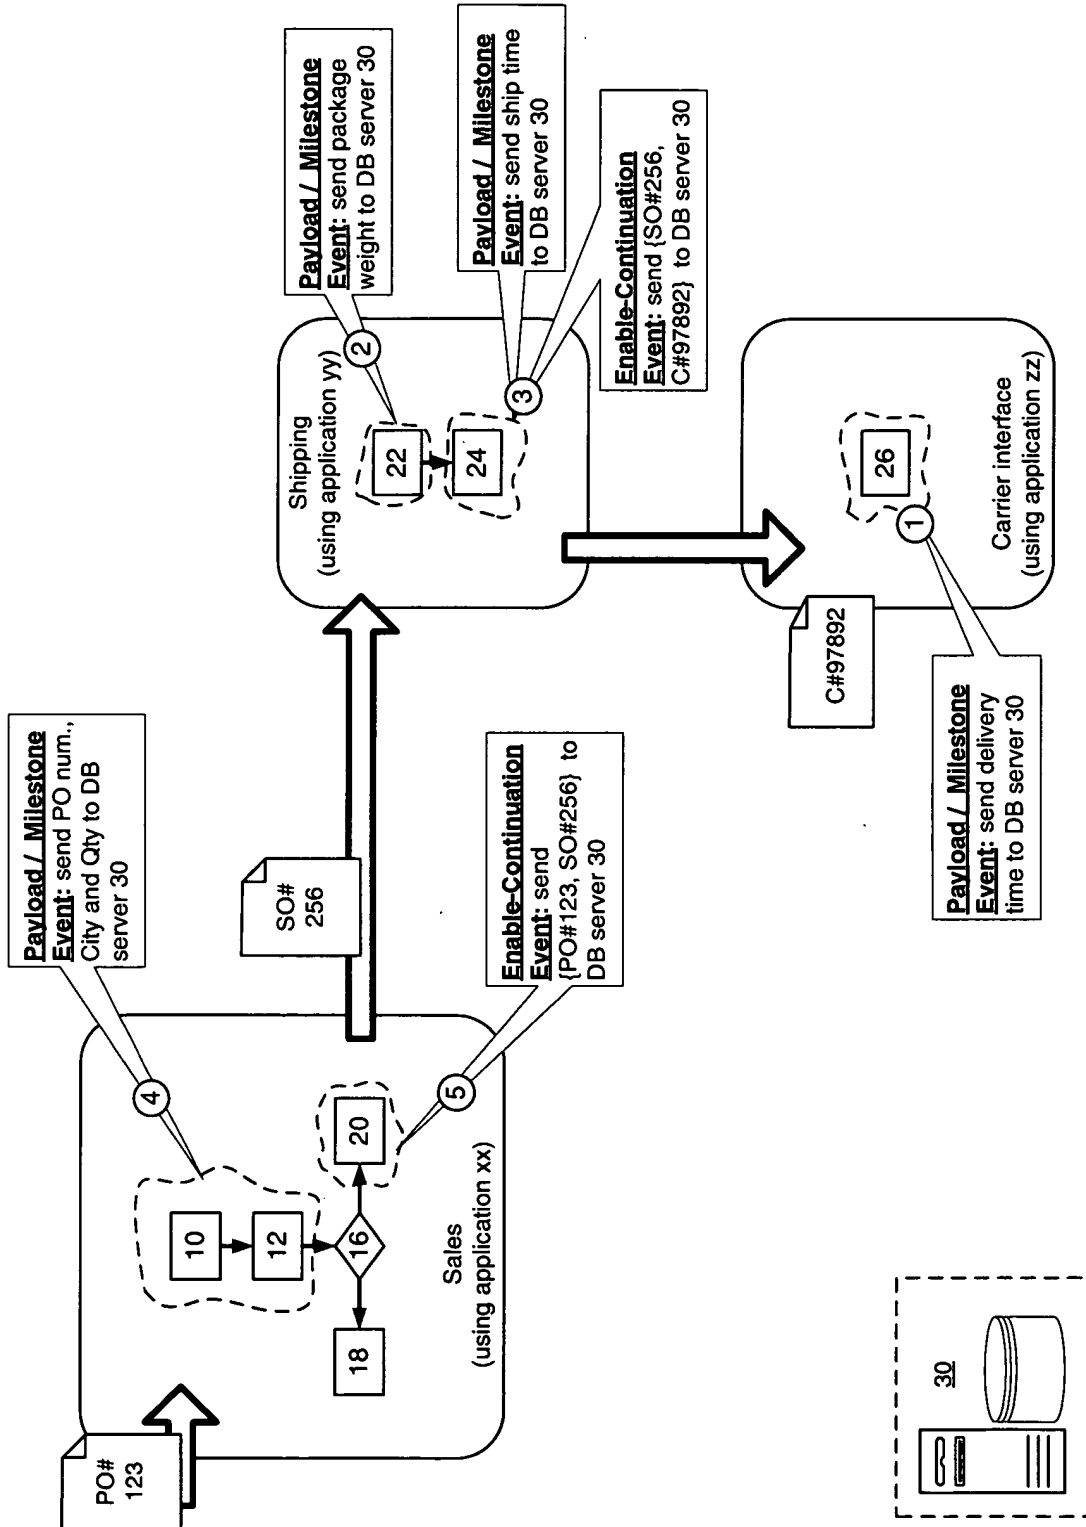 PO#
123
10
12
16
18
20
Sales
(using application xx)
4
Payload / Milestone
Event: send PO num.,
City and Qty to DB
server 30
5
Enable-Continuation
Event: send
{PO#123, SO#256} to
DB server 30
SO#
256
Shipping
(using application yy)
22
24
2
Payload / Milestone
Event: send package
weight to DB server 30
3
Payload / Milestone
Event: send ship time
to DB server 30
Enable-Continuation
Event: send {SO#256,
C#97892} to DB server 30
C#97892
26
Carrier interface
(using application zz)
1
Payload / Milestone
Event: send delivery
time to DB server 30
30